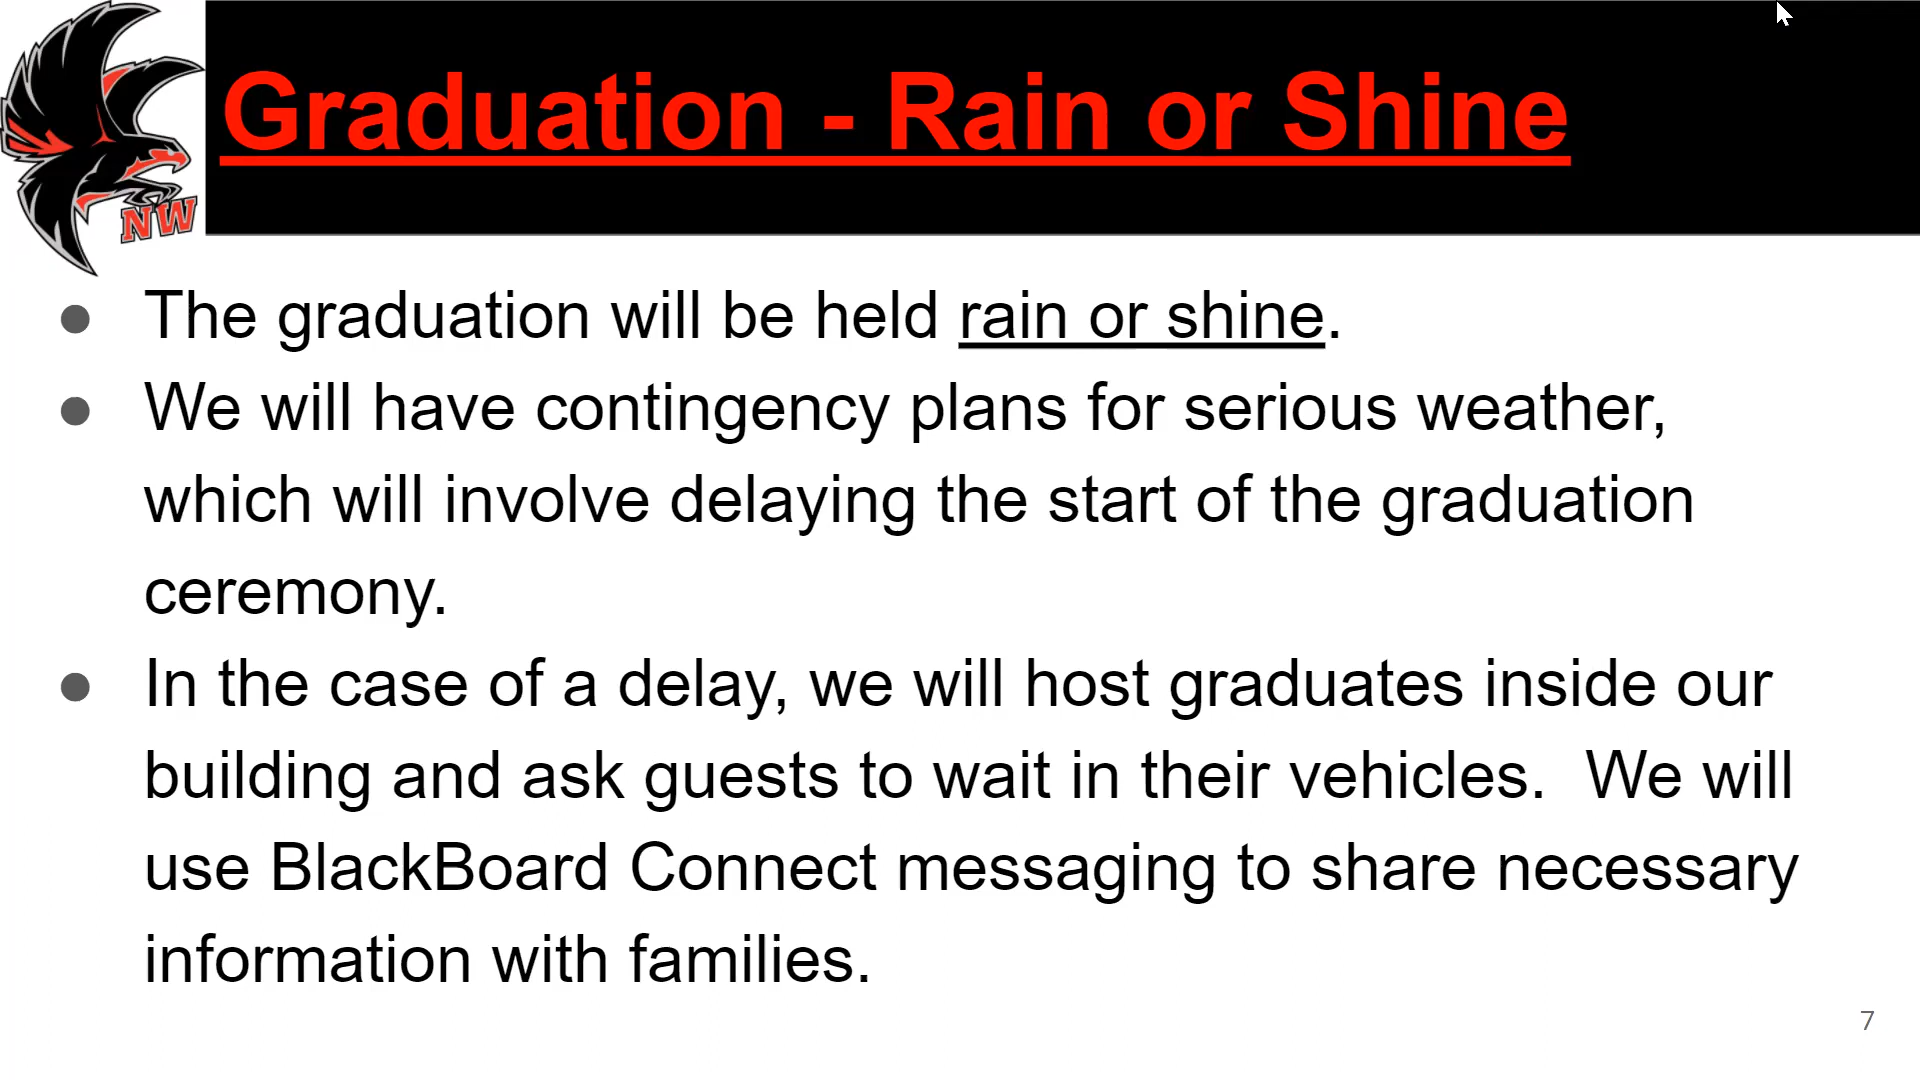 Graduation - Rain or Shine
NW
● The graduation will be held rain or shine.
● We will have contingency plans for serious weather,
which will involve delaying the start of the graduation
ceremony.
● In the case of a delay, we will host graduates inside our
building and ask guests to wait in their vehicles.  We will
use BlackBoard Connect messaging to share necessary
information with families.
7